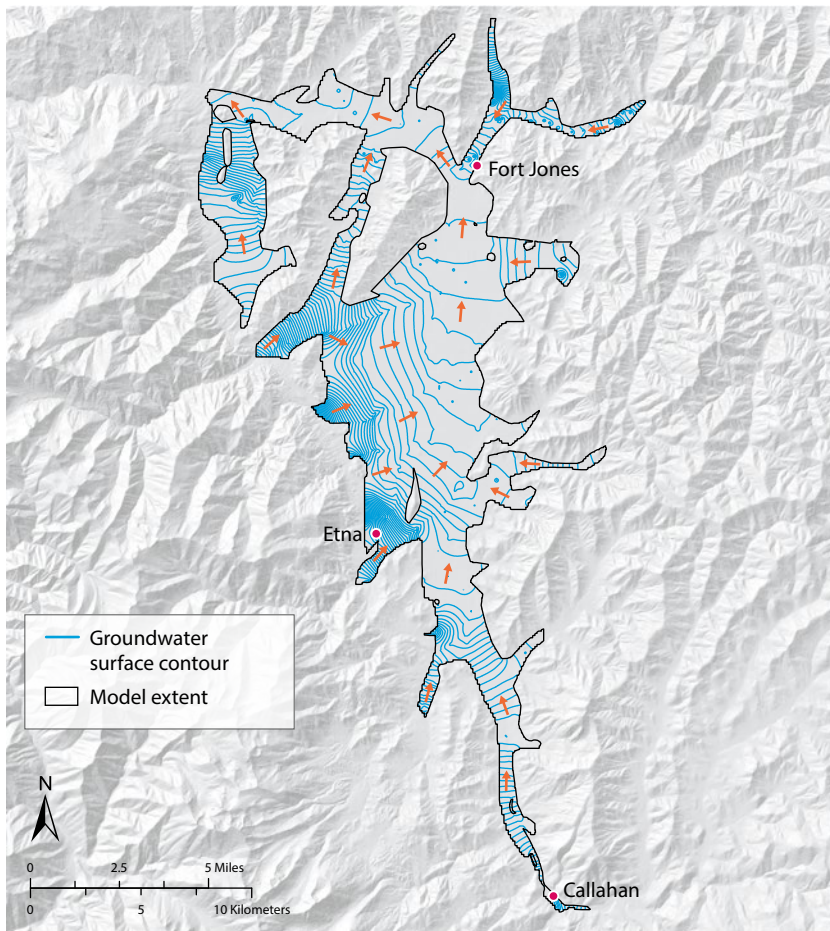 Fort Jones
Etna
Groundwater
surface contour
Model extent
N
0 2.5 5 Miles
0 5 10 Kilometers
Callahan